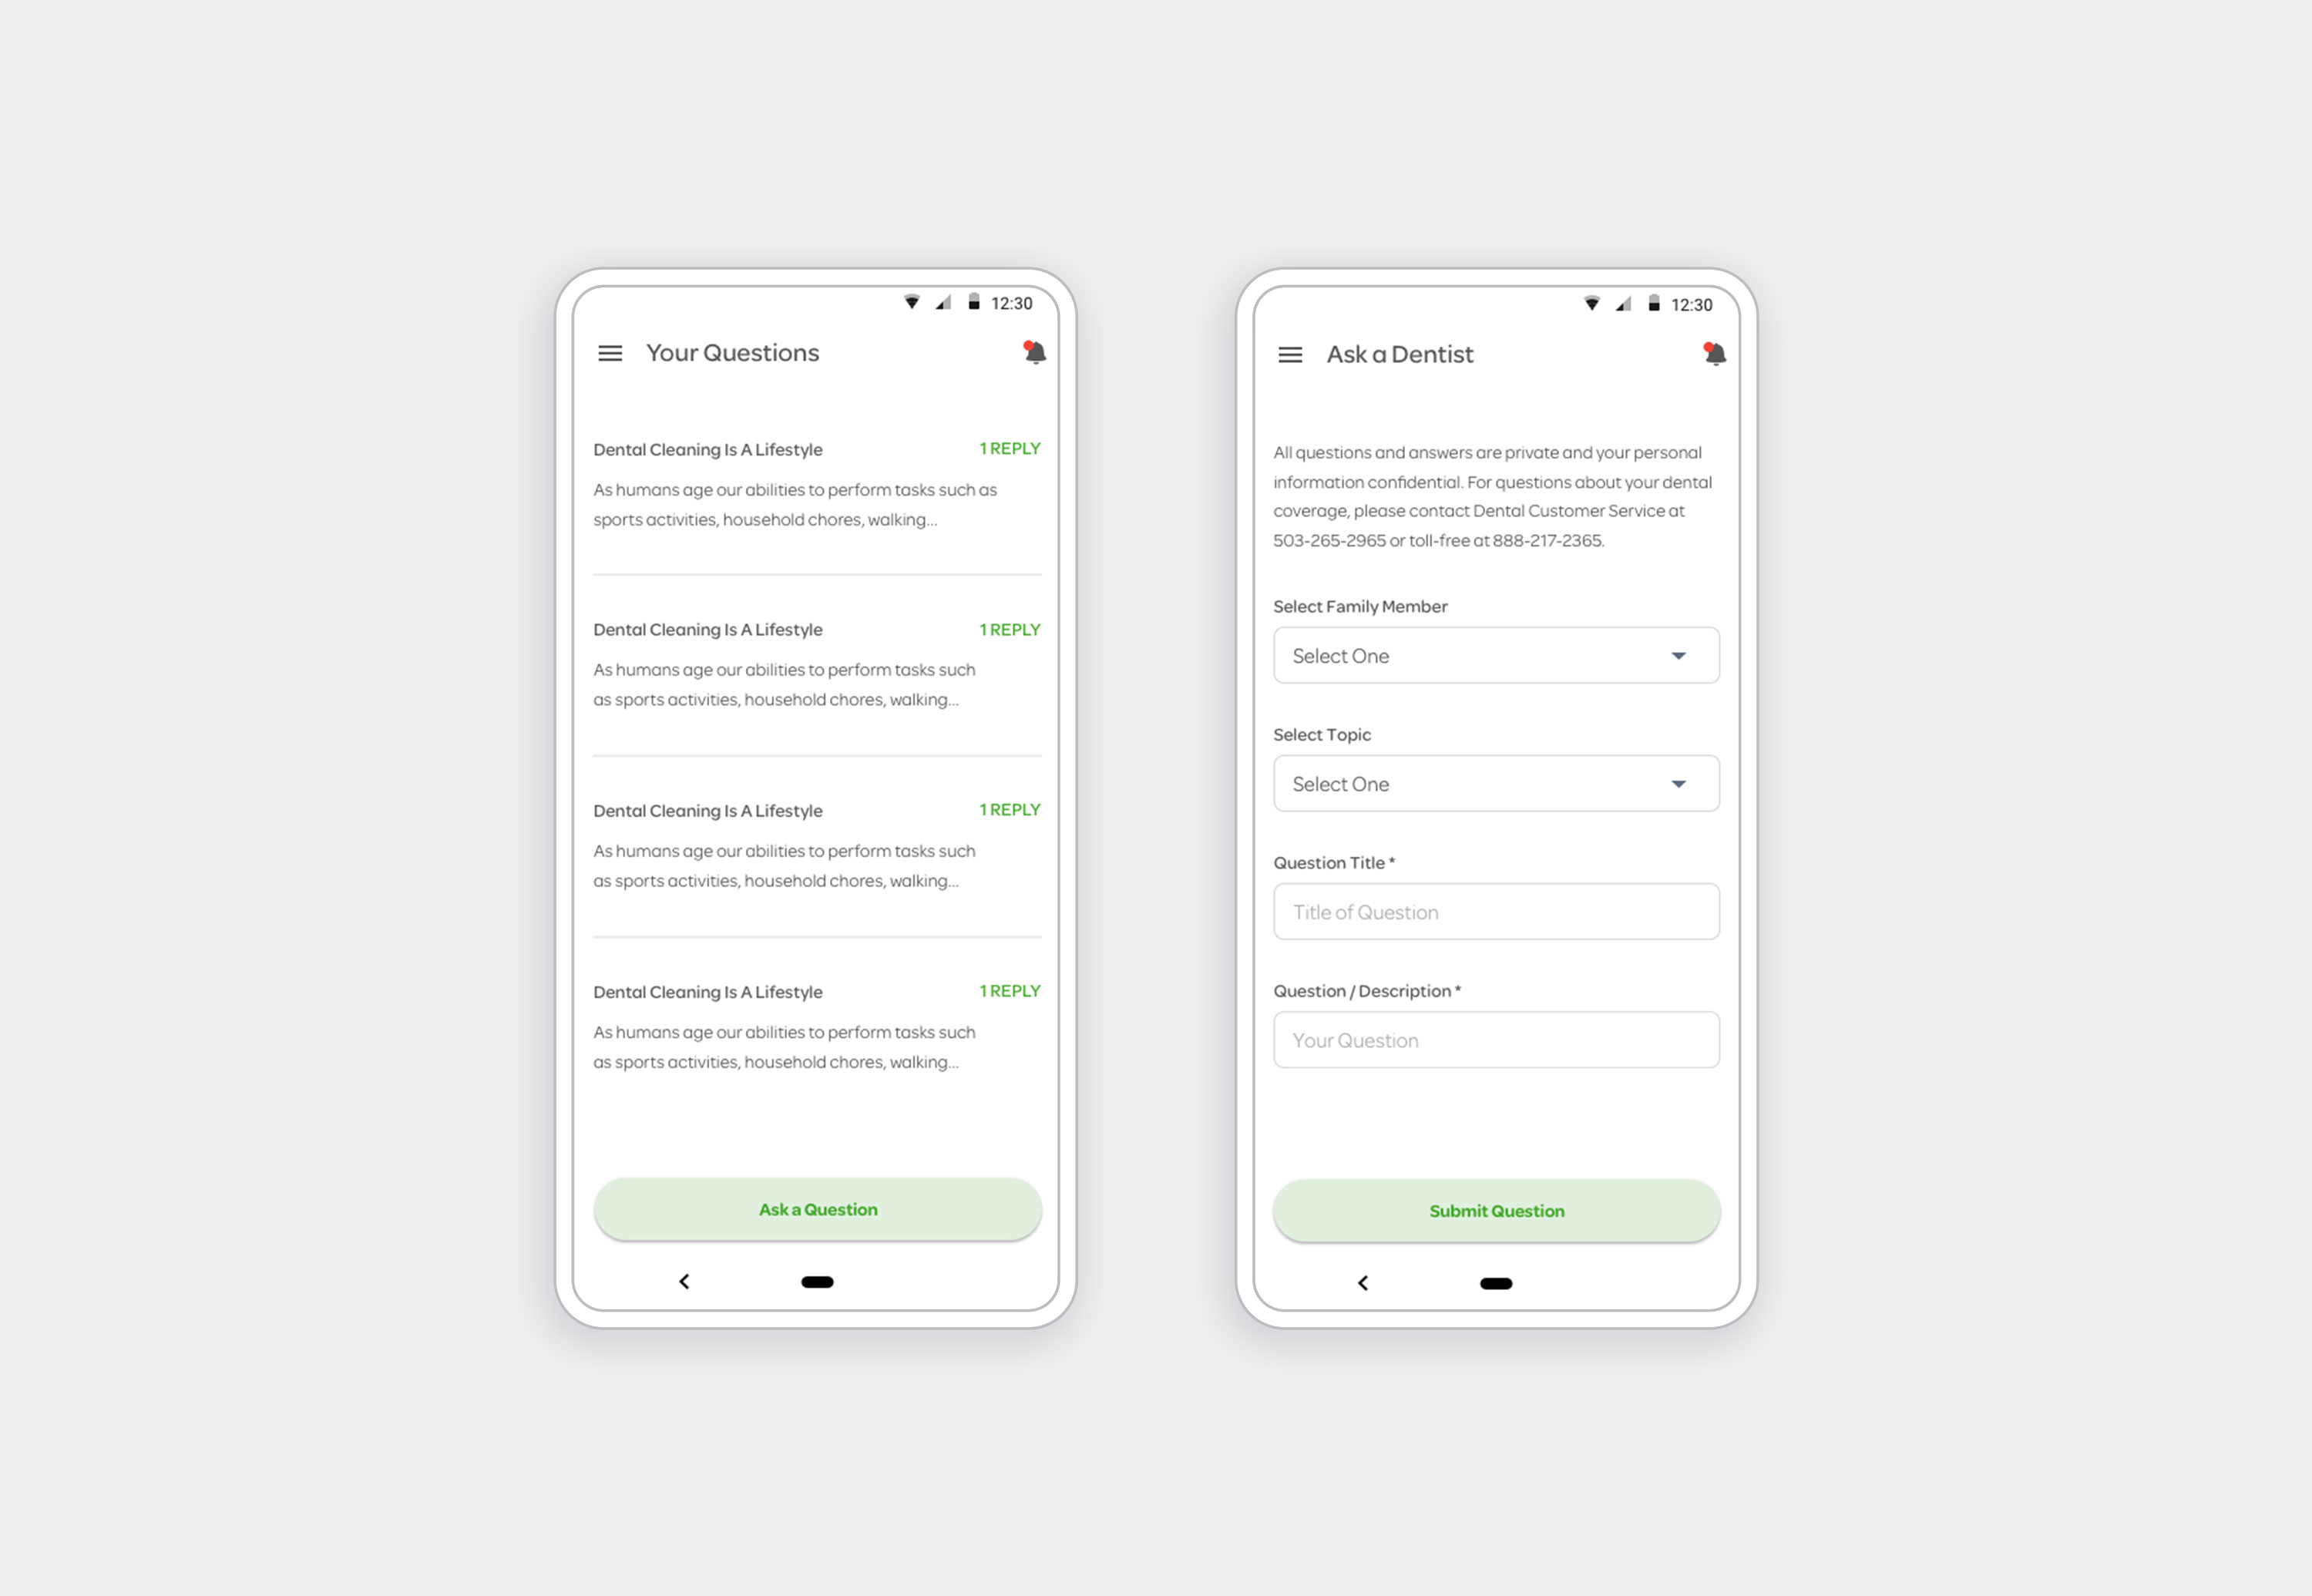 12:30
Your Questions
Dental Cleaning Is A Lifestyle
1 REPLY
As humans age our abilities to perform tasks such as
sports activities, household chores, walking...
Dental Cleaning Is A Lifestyle
1 REPLY
As humans age our abilities to perform tasks such
as sports activities, household chores, walking...
Dental Cleaning Is A Lifestyle
1 REPLY
As humans age our abilities to perform tasks such
as sports activities, household chores, walking...
Dental Cleaning Is A Lifestyle
1 REPLY
As humans age our abilities to perform tasks such
as sports activities, household chores, walking...
Ask a Question
12:30
Ask a Dentist
All questions and answers are private and your personal
information confidential. For questions about your dental
coverage, please contact Dental Customer Service at
503-265-2965 or toll-free at 888-217-2365.
Select Family Member
Select One
Select Topic
Select One
Question Title *
Title of Question
Question / Description *
Your Question
Submit Question